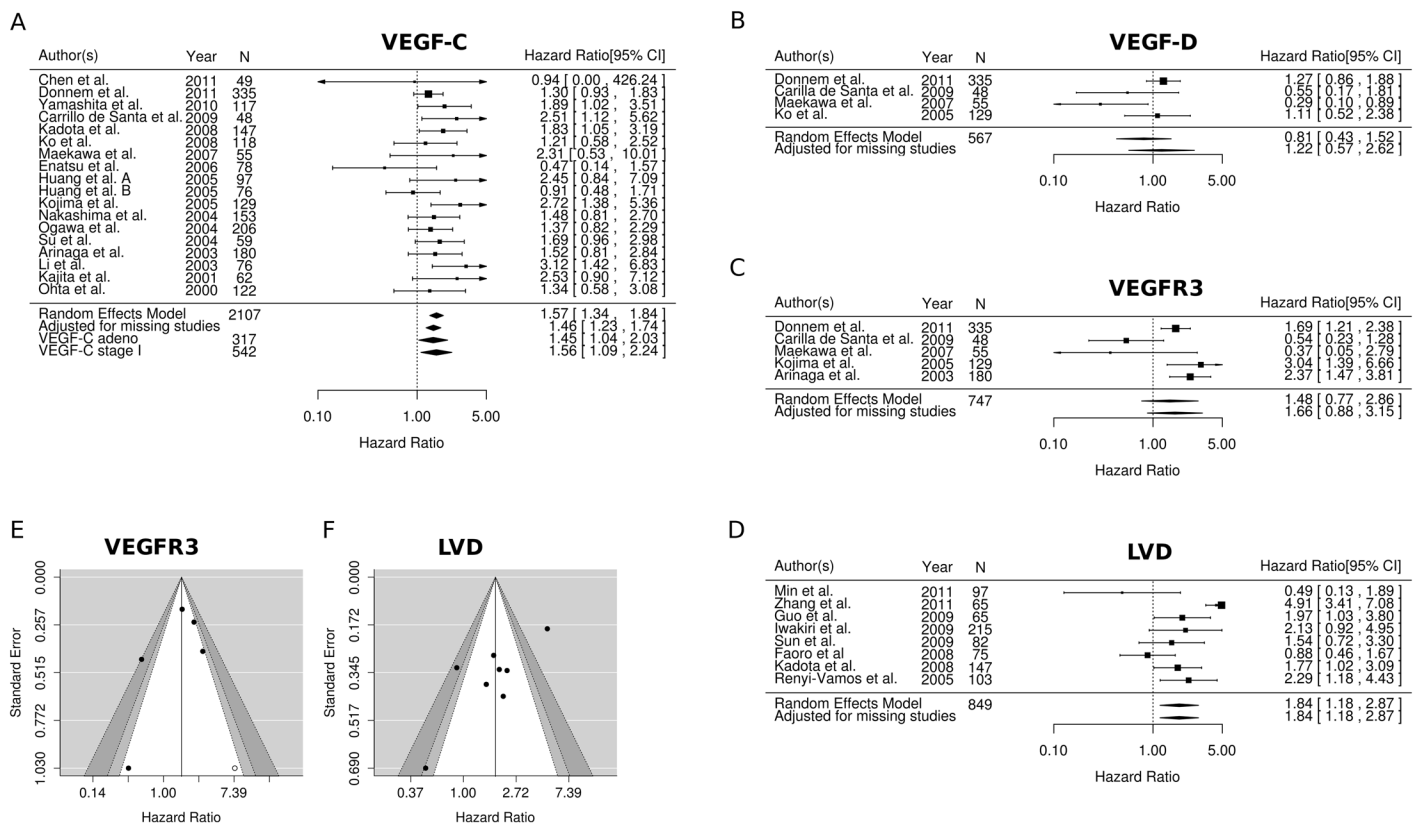 A
VEGF-C
Author(s) Year N Hazard Ratio[95% CI]
Chen et al. 2011 49 0.94 [ 0.00 , 426.24 ]
Donnem et al. 2011 335 1.30 [ 0.93 , 1.83 ]
Yamashita et al. 2010 117 1.89 [ 1.02 , 3.51 ]
Carrillo de Santa et al. 2009 48 2.51 [ 1.12 , 5.62 ]
Kadota et al. 2008 147 1.83 [ 1.05 , 3.19 ]
Ko et al. 2008 118 1.21 [ 0.58 , 2.52 ]
Maekawa et al. 2007 55 2.31 [ 0.53 , 10.01 ]
Enatsu et al. 2006 78 0.47 [ 0.14 , 1.57 ]
Huang et al. A 2005 97 2.45 [ 0.84 , 7.09 ]
Huang et al. B 2005 76 0.91 [ 0.48 , 1.71 ]
Kojima et al. 2005 129 2.72 [ 1.38 , 5.36 ]
Nakashima et al. 2004 153 1.48 [ 0.81 , 2.70 ]
Ogawa et al. 2004 206 1.37 [ 0.82 , 2.29 ]
Su et al. 2004 59 1.69 [ 0.96 , 2.98 ]
Arinaga et al. 2003 180 1.52 [ 0.81 , 2.84 ]
Li et al. 2003 76 3.12 [ 1.42 , 6.83 ]
Kajita et al. 2001 62 2.53 [ 0.90 , 7.12 ]
Ohta et al. 2000 122 1.34 [ 0.58 , 3.08 ]
Random Effects Model 2107 1.57 [ 1.34 , 1.84 ]
Adjusted for missing studies 1.46 [ 1.23 , 1.74 ]
VEGF-C adeno 317 1.45 [ 1.04 , 2.03 ]
VEGF-C stage I 542 1.56 [ 1.09 , 2.24 ]
0.10 1.00 5.00
Hazard Ratio
B
VEGF-D
Author(s) Year N Hazard Ratio[95% CI]
Donnem et al. 2011 335 1.27 [ 0.86 , 1.88 ]
Carilla de Santa et al. 2009 48 0.55 [ 0.17 , 1.81 ]
Maekawa et al. 2007 55 0.29 [ 0.10 , 0.89 ]
Ko et al. 2005 129 1.11 [ 0.52 , 2.38 ]
Random Effects Model 567 0.81 [ 0.43 , 1.52 ]
Adjusted for missing studies 1.22 [ 0.57 , 2.62 ]
0.10 1.00 5.00
Hazard Ratio
C
VEGFR3
Author(s) Year N Hazard Ratio[95% CI]
Donnem et al. 2011 335 1.69 [ 1.21 , 2.38 ]
Carilla de Santa et al. 2009 48 0.54 [ 0.23 , 1.28 ]
Maekawa et al. 2007 55 0.37 [ 0.05 , 2.79 ]
Kojima et al. 2005 129 3.04 [ 1.39 , 6.66 ]
Arinaga et al. 2003 180 2.37 [ 1.47 , 3.81 ]
Random Effects Model 747 1.48 [ 0.77 , 2.86 ]
Adjusted for missing studies 1.66 [ 0.88 , 3.15 ]
0.10 1.00 5.00
Hazard Ratio
D
LVD
Author(s) Year N Hazard Ratio[95% CI]
Min et al. 2011 97 0.49 [ 0.13 , 1.89 ]
Zhang et al. 2011 65 4.91 [ 3.41 , 7.08 ]
Guo et al. 2009 65 1.97 [ 1.03 , 3.80 ]
Iwakiri et al. 2009 215 2.13 [ 0.92 , 4.95 ]
Sun et al. 2009 82 1.54 [ 0.72 , 3.30 ]
Faoro et al 2008 75 0.88 [ 0.46 , 1.67 ]
Kadota et al. 2008 147 1.77 [ 1.02 , 3.09 ]
Renyi-Vamos et al. 2005 103 2.29 [ 1.18 , 4.43 ]
Random Effects Model 849 1.84 [ 1.18 , 2.87 ]
Adjusted for missing studies 1.84 [ 1.18 , 2.87 ]
0.10 1.00 5.00
Hazard Ratio
E
VEGFR3
Standard Error
0.000
0.257
0.515
0.772
1.030
0.14 1.00 7.39
Hazard Ratio
F
LVD
Standard Error
0.000
0.172
0.345
0.517
0.690
0.37 1.00 2.72 7.39
Hazard Ratio